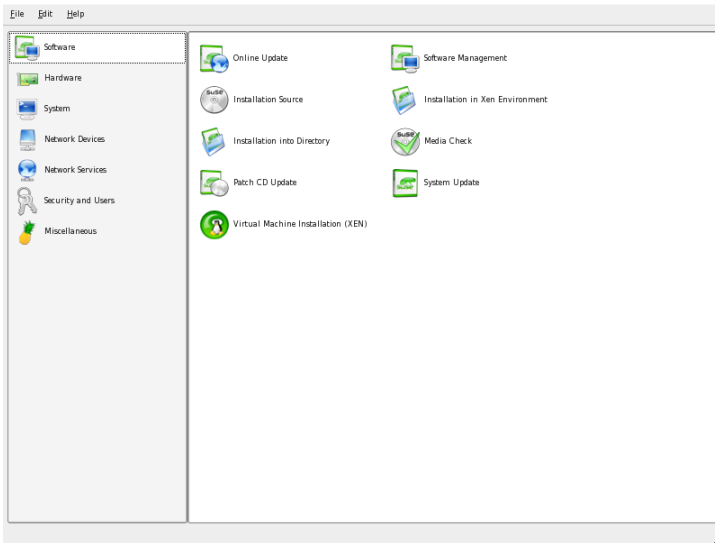 File Edit Help
Software
Hardware
System
Network Devices
Network Services
Security and Users
Miscellaneous
Online Update
Software Management
SUSE
Installation Source
Installation in Xen Environment
Installation into Directory
SUSE
Media Check
Patch CD Update
System Update
Virtual Machine Installation (XEN)